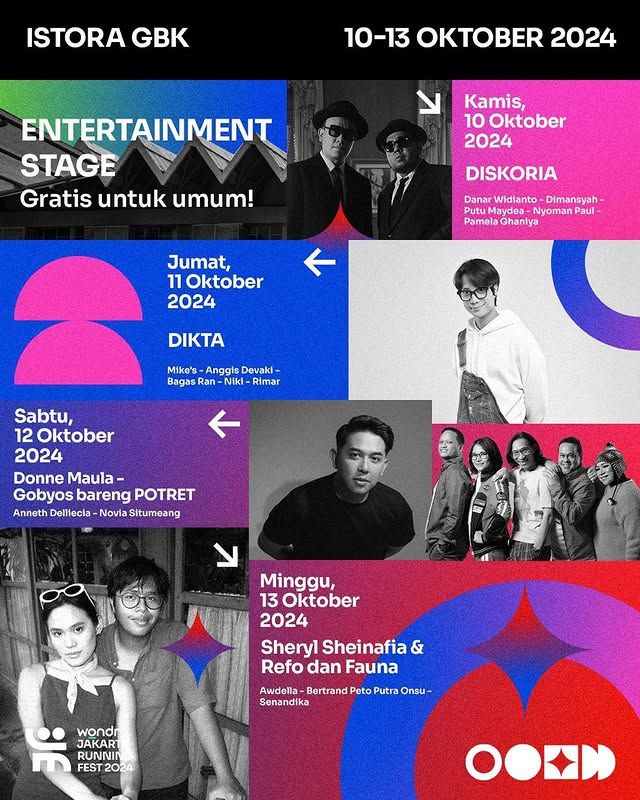 ISTORA GBK
10-13 OKTOBER 2024
ENTERTAINMENT
STAGE
Gratis untuk umum!
Kamis,
10 Oktober
2024
DISKORIA
Danar Widianto - Dimansyah -
Putu Maydea - Nyoman Paul -
Pamela Ghaniya
Jumat,
11 Oktober
2024
DIKTA
Mike's - Anggis Devaki -
Bagas Ran - Niki - Rimar
Sabtu,
12 Oktober
2024
Donne Maula -
Gobyos bareng POTRET
Anneth Delliecia - Novia Situmeang
Minggu,
13 Oktober
2024
Sheryl Sheinafia &
Refo dan Fauna
Awdella - Bertrand Peto Putra Onsu -
Senandika
wondr
JAKARTA
RUNNING
FEST 2024